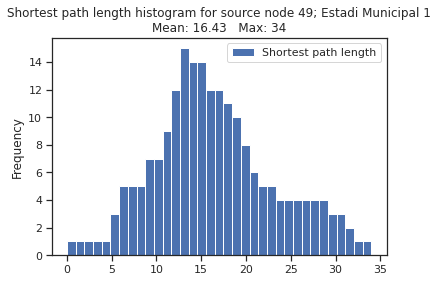 Shortest path length histogram for source node 49; Estadi Municipal 1
Mean: 16.43 Max: 34
Shortest path length
Frequency
14
12
10
8
6
4
2
0
0 5 10 15 20 25 30 35